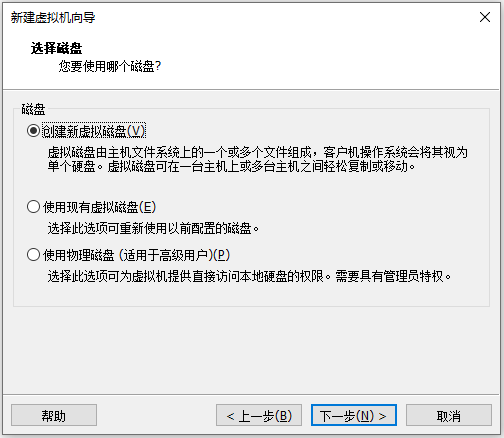 新建虚拟机向导
选择磁盘
您要使用哪个磁盘?
磁盘
创建新虚拟磁盘(V)
虚拟磁盘由主机文件系统上的一个或多个文件组成，客户机操作系统会将其视为
单个硬盘。虚拟磁盘可在一台主机上或多台主机之间轻松复制或移动。
使用现有虚拟磁盘(E)
选择此选项可重新使用以前配置的磁盘。
使用物理磁盘 (适用于高级用户)(P)
选择此选项可为虚拟机提供直接访问本地硬盘的权限。需要具有管理员特权。
帮助
< 上一步(B)
下一步(N) >
取消